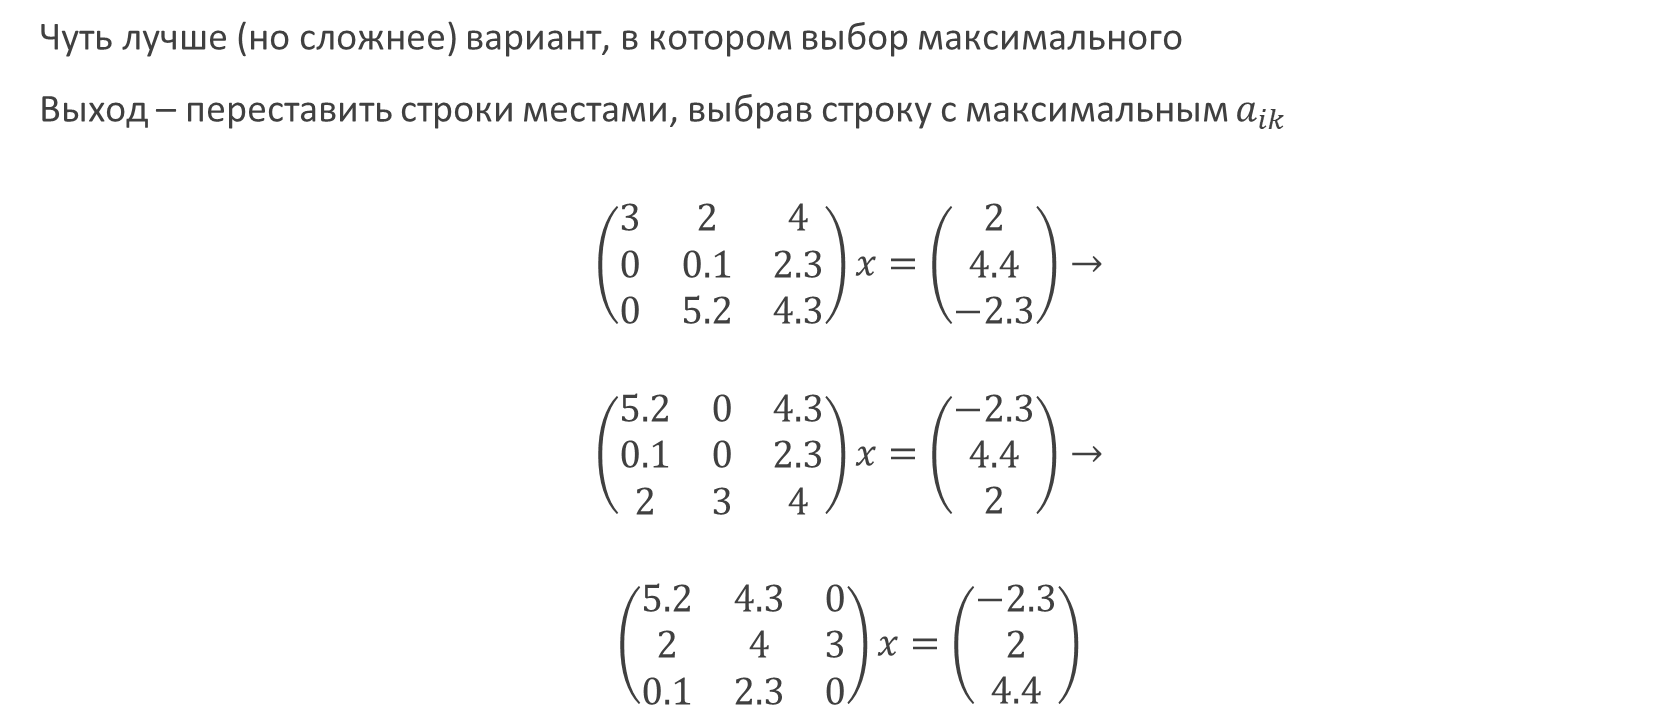 Чуть лучше (но сложнее) вариант, в котором выбор максимального
Выход – переставить строки местами, выбрав строку с максимальным a_{ik}
(3 2 4
0 0.1 2.3
0 5.2 4.3) x = (2
4.4
−2.3) →
(5.2 0 4.3
0.1 0 2.3
2 3 4) x = (−2.3
4.4
2) →
(5.2 4.3 0
2 4 3
0.1 2.3 0) x = (−2.3
2
4.4)